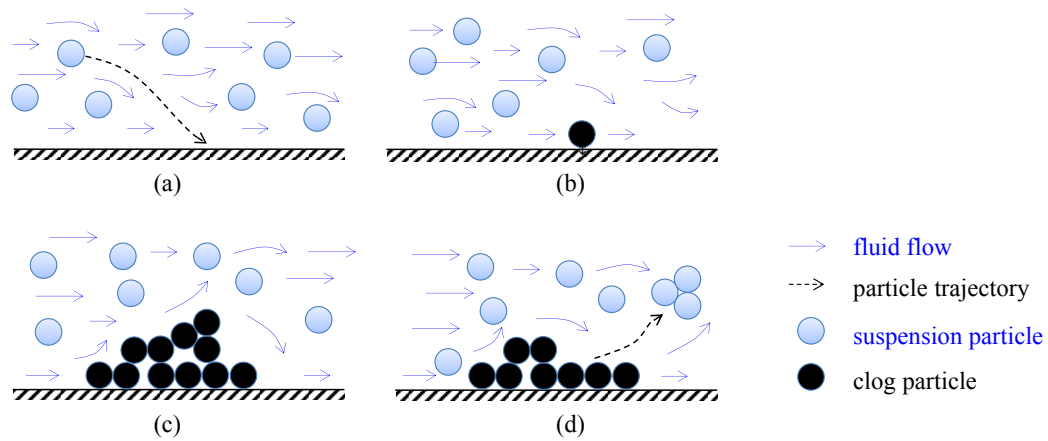 (a)
(b)
(c)
(d)
fluid flow
particle trajectory
suspension particle
clog particle